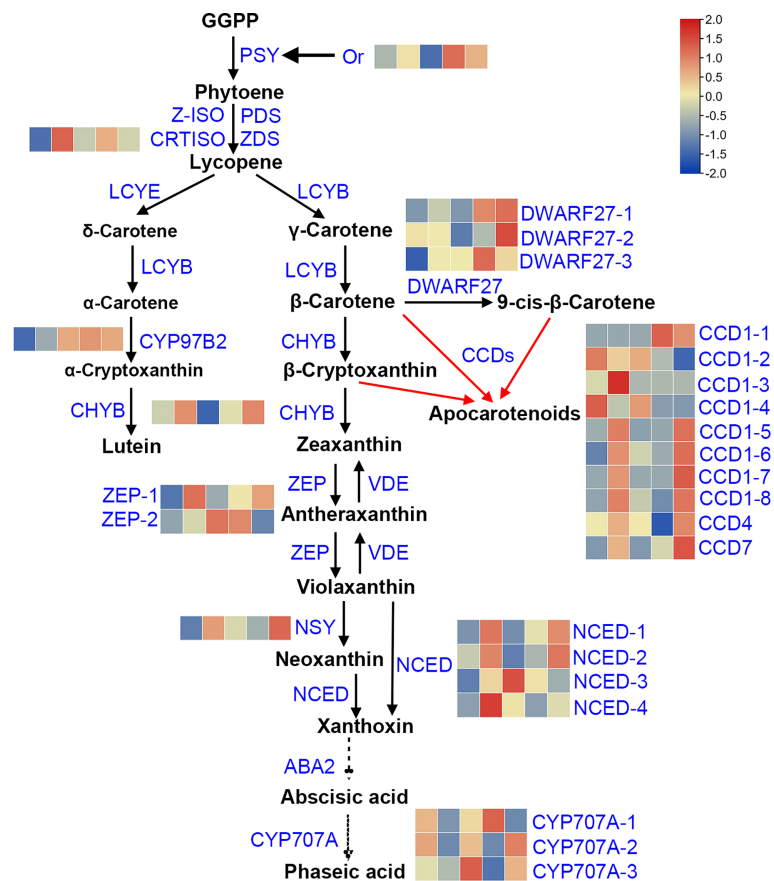 GGPP
PSY
Or
Phytoene
Z-ISO PDS
CRTISO ZDS
Lycopene
LCYE
LCYB
δ-Carotene
γ-Carotene
DWARF27-1
DWARF27-2
DWARF27-3
LCYB
LCYB
DWARF27
α-Carotene
β-Carotene
9-cis-β-Carotene
CYP97B2
CHYB
CCDs
α-Cryptoxanthin
β-Cryptoxanthin
CHYB
CHYB
Apocarotenoids
Lutein
Zeaxanthin
CCD1-1
CCD1-2
CCD1-3
CCD1-4
CCD1-5
CCD1-6
CCD1-7
CCD1-8
CCD4
CCD7
ZEP-1
ZEP-2
ZEP
VDE
Antheraxanthin
ZEP
VDE
Violaxanthin
NSY
Neoxanthin
NCED
NCED
NCED-1
NCED-2
NCED-3
NCED-4
Xanthoxin
ABA2
Abscisic acid
CYP707A
CYP707A-1
CYP707A-2
CYP707A-3
Phaseic acid
2.0
1.5
1.0
0.5
0.0
-0.5
-1.0
-1.5
-2.0